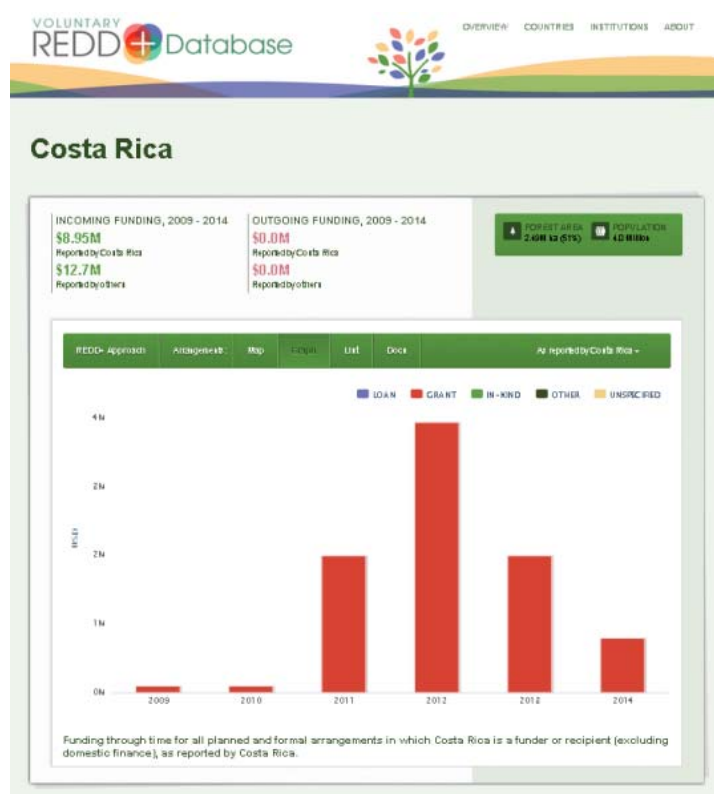 VOLUNTARY
REDD+ Database
OVERVIEW COUNTRIES INSTITUTIONS ABOUT
Costa Rica
INCOMING FUNDING, 2009 - 2014
$8.95M
Reported by Costa Rica
$12.7M
Reported by others
OUTGOING FUNDING, 2009 - 2014
$0.0M
Reported by Costa Rica
$0.0M
Reported by others
FOREST AREA
ha (51%)
POPULATION
Million
REDD+ Approach Arrangements Map Graph List Docs As reported by Costa Rica
LOAN GRANT IN-KIND OTHER UNSPECIFIED
4M
2M
USD
2M
1M
0M
2009 2010 2011 2012 2012 2014
Funding through time for all planned and formal arrangements in which Costa Rica is a funder or recipient (excluding
domestic finance), as reported by Costa Rica.